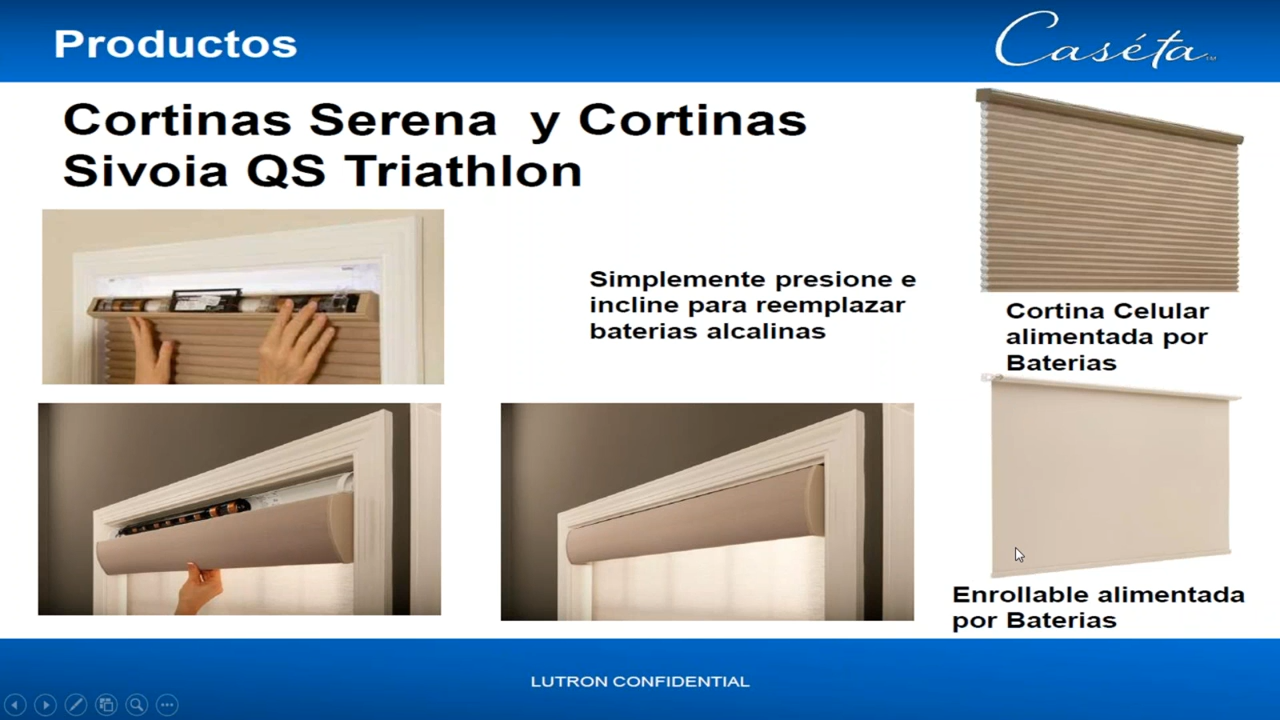 Productos
Caséta
Cortinas Serena y Cortinas
Sivoia QS Triathlon
Simplemente presione e
incline para reemplazar
baterias alcalinas
Cortina Celular
alimentada por
Baterias
Enrollable alimentada
por Baterias
LUTRON CONFIDENTIAL